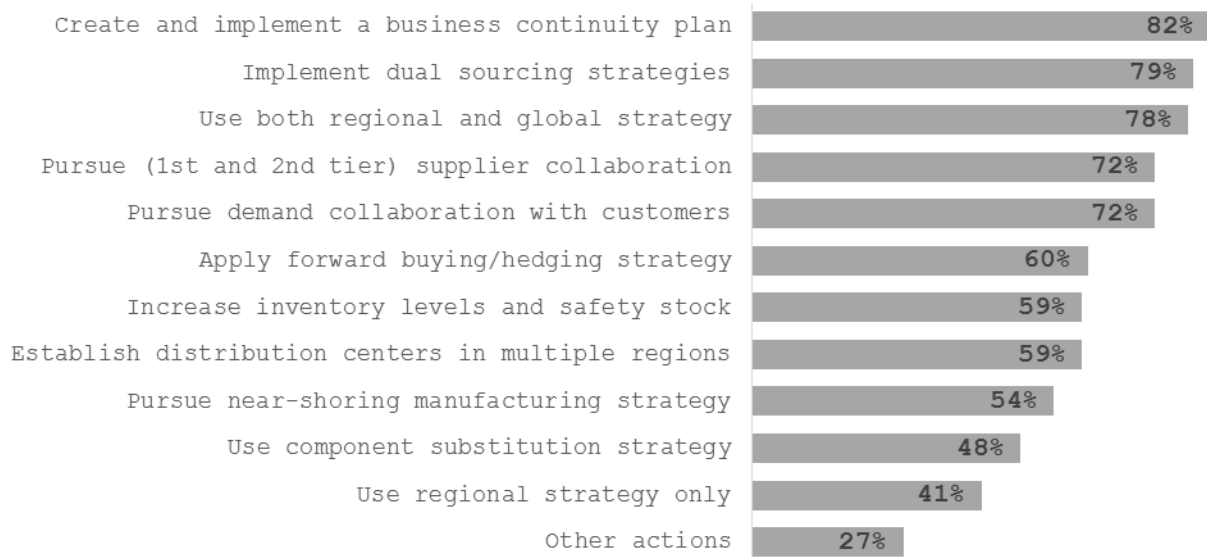 Create and implement a business continuity plan 82%
Implement dual sourcing strategies 79%
Use both regional and global strategy 78%
Pursue (1st and 2nd tier) supplier collaboration 72%
Pursue demand collaboration with customers 72%
Apply forward buying/hedging strategy 60%
Increase inventory levels and safety stock 59%
Establish distribution centers in multiple regions 59%
Pursue near-shoring manufacturing strategy 54%
Use component substitution strategy 48%
Use regional strategy only 41%
Other actions 27%